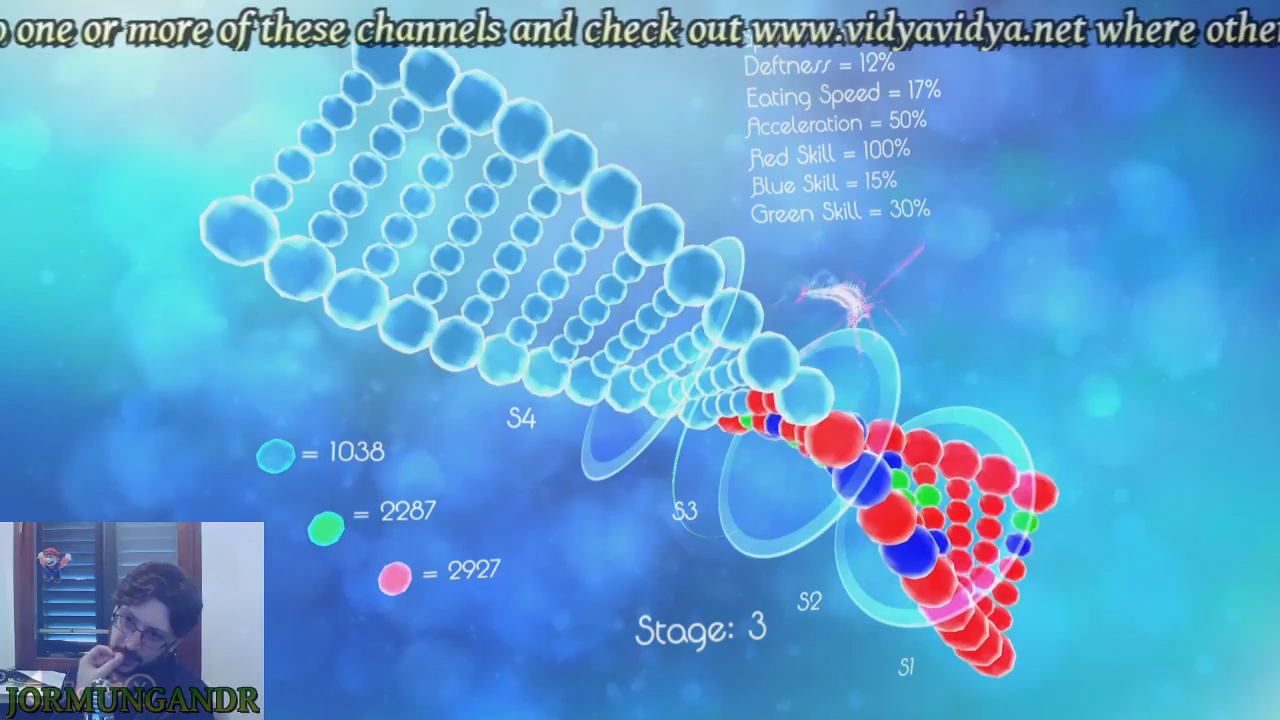 one or more of these channels and check out www.vidyavidya.net where
Deftness = 12%
Eating Speed = 17%
Acceleration = 50%
Red Skill = 100%
Blue Skill = 15%
Green Skill = 30%
S4
= 1038
= 2287
S3
= 2927
S2
Stage: 3
S1
JORMUNGANDR